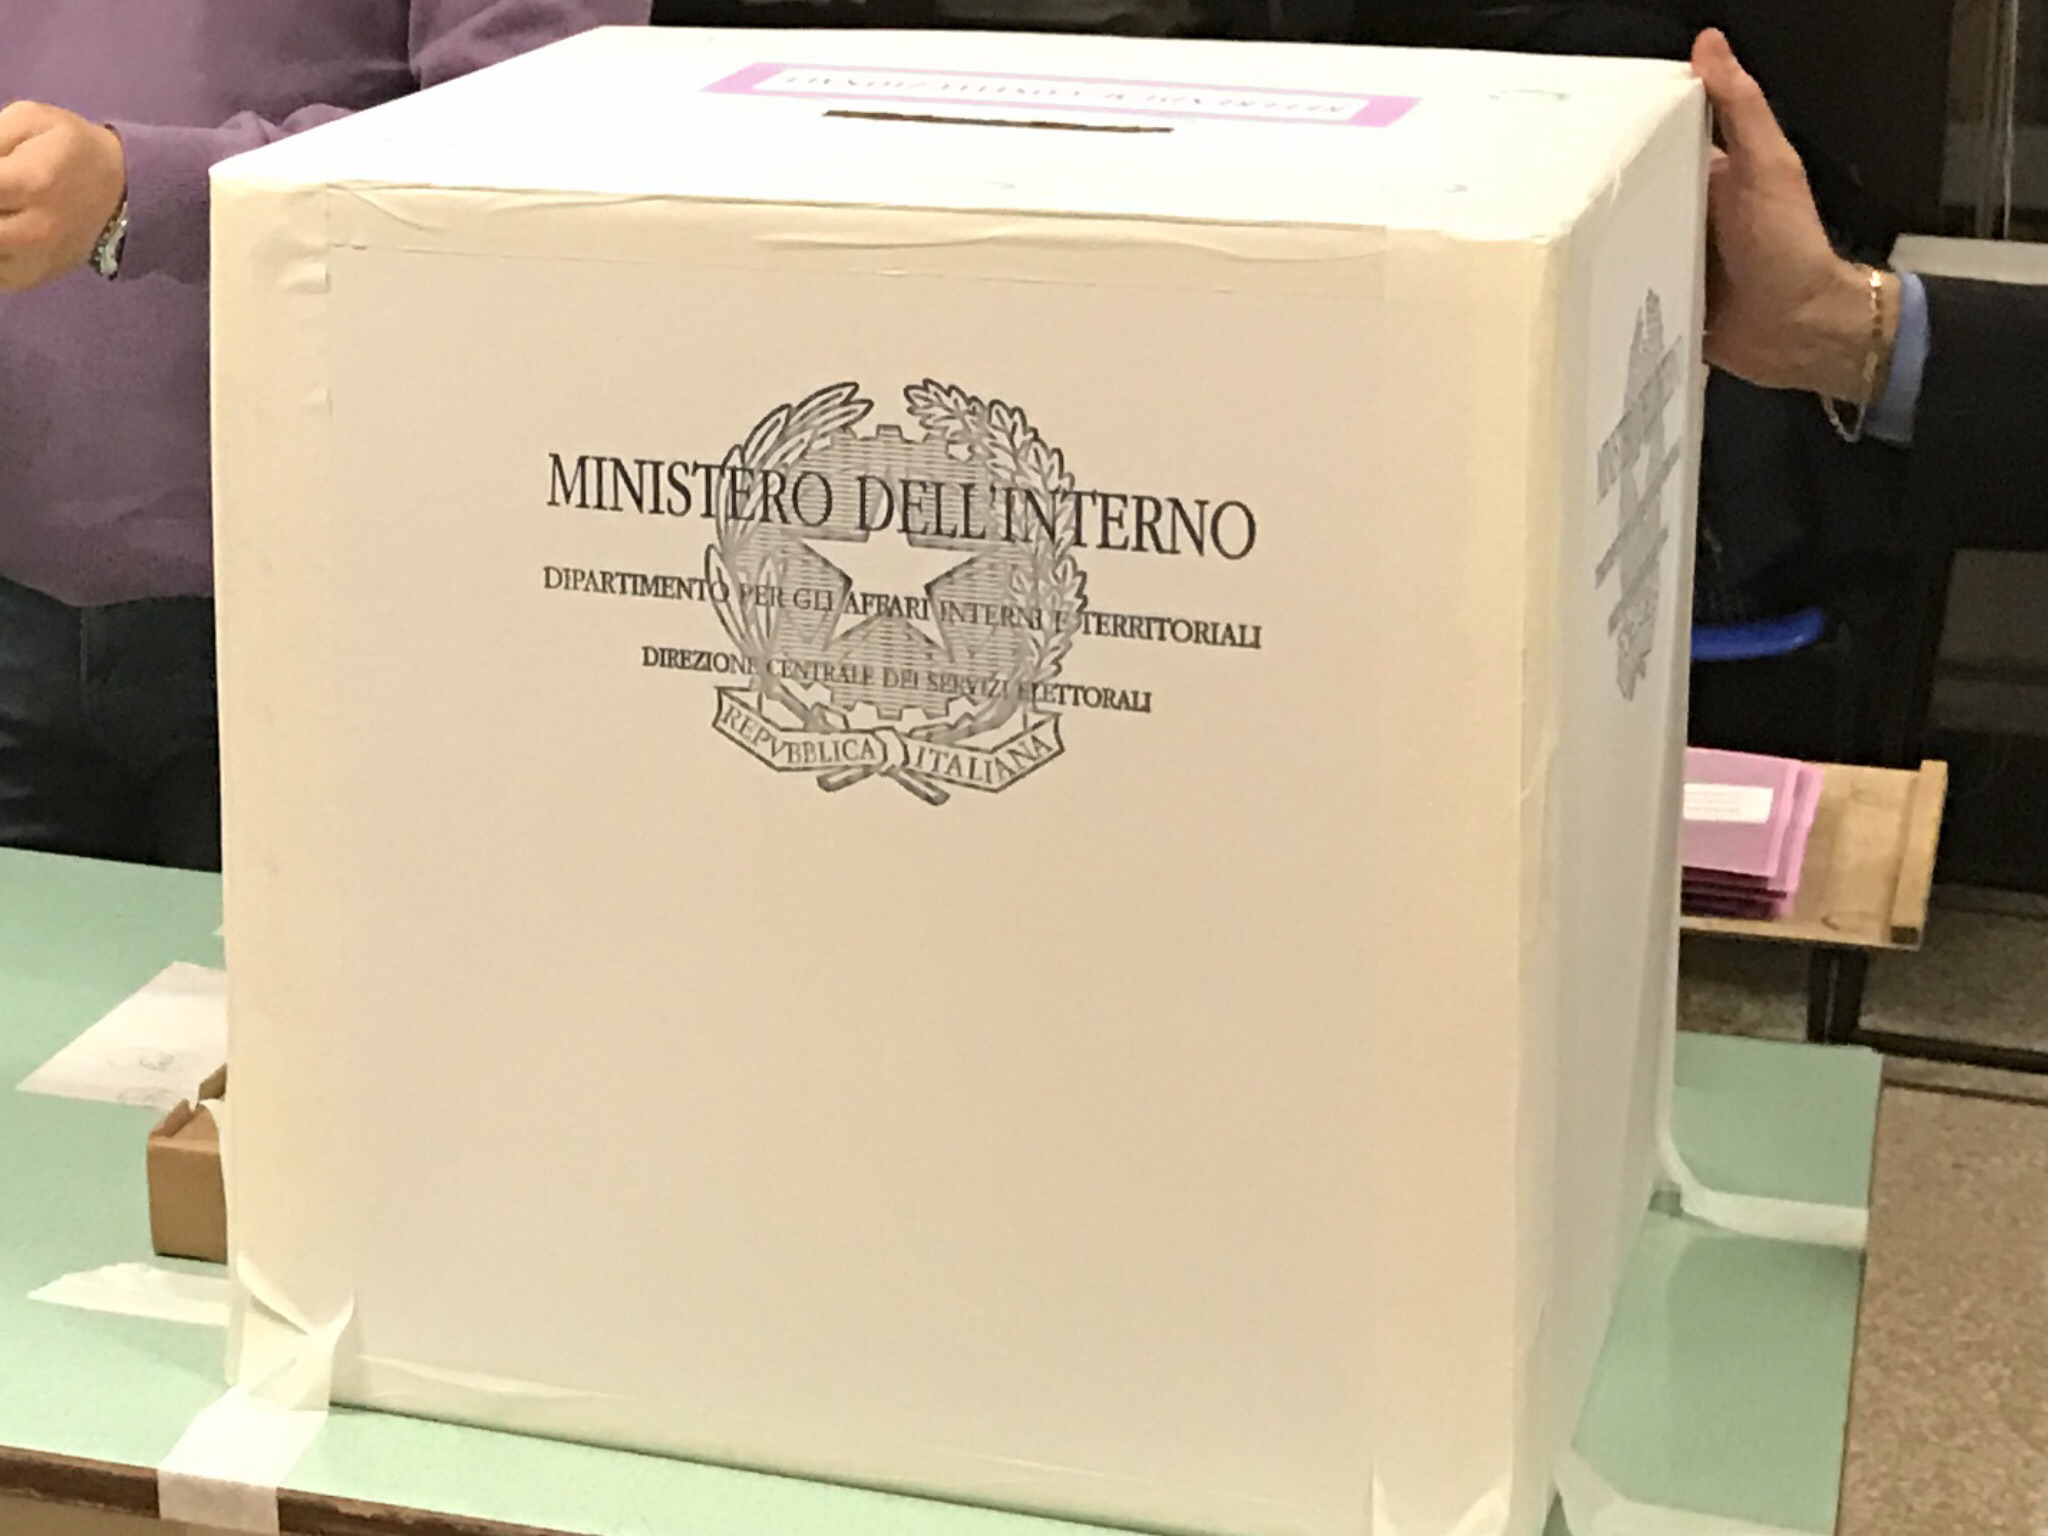 MINISTERO DELL'INTERNO
DIPARTIMENTO PER GLI AFFARI INTERNI E TERRITORIALI
DIREZIONE CENTRALE DEI SERVIZI ELETTORALI
REPVBBLICA ITALIANA